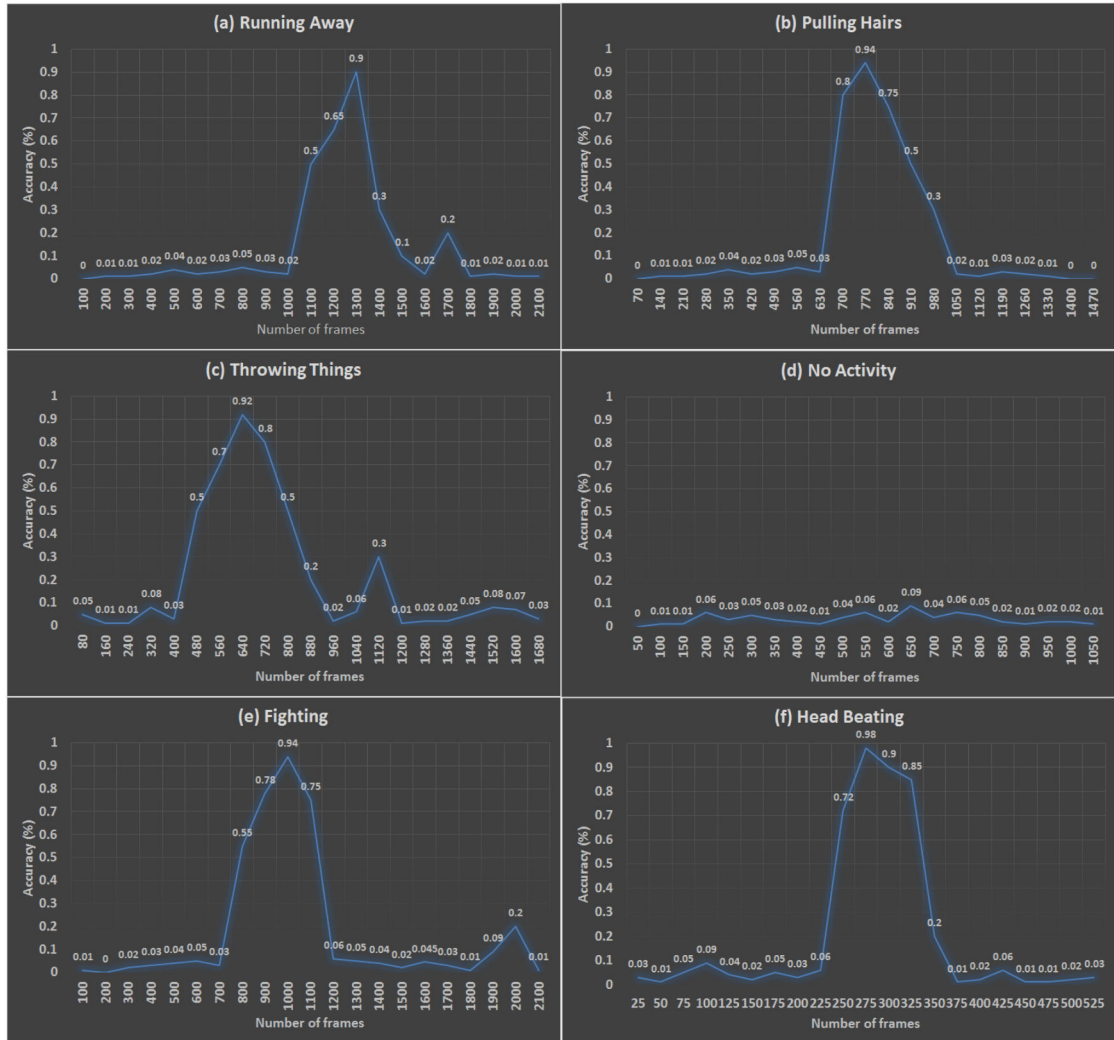 (a) Running Away
Accuracy (%)
1
0.9
0.8
0.7
0.6
0.5
0.4
0.3
0.2
0.1
0
0 0.01 0.01 0.02 0.04 0.02 0.03 0.05 0.03 0.02 0.5 0.65 0.9 0.3 0.1 0.02 0.2 0.01 0.02 0.01 0.01
100 200 300 400 500 600 700 800 900 1000 1100 1200 1300 1400 1500 1600 1700 1800 1900 2000 2100
Number of frames
(b) Pulling Hairs
Accuracy (%)
1
0.9
0.8
0.7
0.6
0.5
0.4
0.3
0.2
0.1
0
0 0.01 0.01 0.02 0.04 0.02 0.03 0.05 0.03 0.8 0.94 0.75 0.5 0.3 0.02 0.01 0.03 0.02 0.01 0 0
70 140 210 280 350 420 490 560 630 700 770 840 910 980 1050 1120 1190 1260 1330 1400 1470
Number of frames
(c) Throwing Things
Accuracy (%)
1
0.9
0.8
0.7
0.6
0.5
0.4
0.3
0.2
0.1
0
0.05 0.01 0.01 0.08 0.03 0.5 0.7 0.92 0.8 0.5 0.2 0.02 0.06 0.3 0.01 0.02 0.02 0.05 0.08 0.07 0.03
80 160 240 320 400 480 560 640 720 800 880 960 1040 1120 1200 1280 1360 1440 1520 1600 1680
Number of frames
(d) No Activity
Accuracy (%)
1
0.9
0.8
0.7
0.6
0.5
0.4
0.3
0.2
0.1
0
0 0.01 0.01 0.06 0.03 0.05 0.03 0.02 0.01 0.04 0.06 0.02 0.09 0.04 0.06 0.05 0.02 0.01 0.02 0.02 0.01
50 100 150 200 250 300 350 400 450 500 550 600 650 700 750 800 850 900 950 1000 1050
Number of frames
(e) Fighting
Accuracy (%)
1
0.9
0.8
0.7
0.6
0.5
0.4
0.3
0.2
0.1
0
0.01 0 0.02 0.03 0.04 0.05 0.03 0.55 0.78 0.94 0.75 0.06 0.05 0.04 0.02 0.045 0.03 0.01 0.09 0.2 0.01
100 200 300 400 500 600 700 800 900 1000 1100 1200 1300 1400 1500 1600 1700 1800 1900 2000 2100
Number of frames
(f) Head Beating
Accuracy (%)
1
0.9
0.8
0.7
0.6
0.5
0.4
0.3
0.2
0.1
0
0.03 0.01 0.05 0.09 0.04 0.02 0.05 0.03 0.06 0.72 0.98 0.9 0.85 0.2 0.01 0.02 0.06 0.01 0.01 0.02 0.03
25 50 75 100 125 150 175 200 225 250 275 300 325 350 375 400 425 450 475 500 525
Number of frames